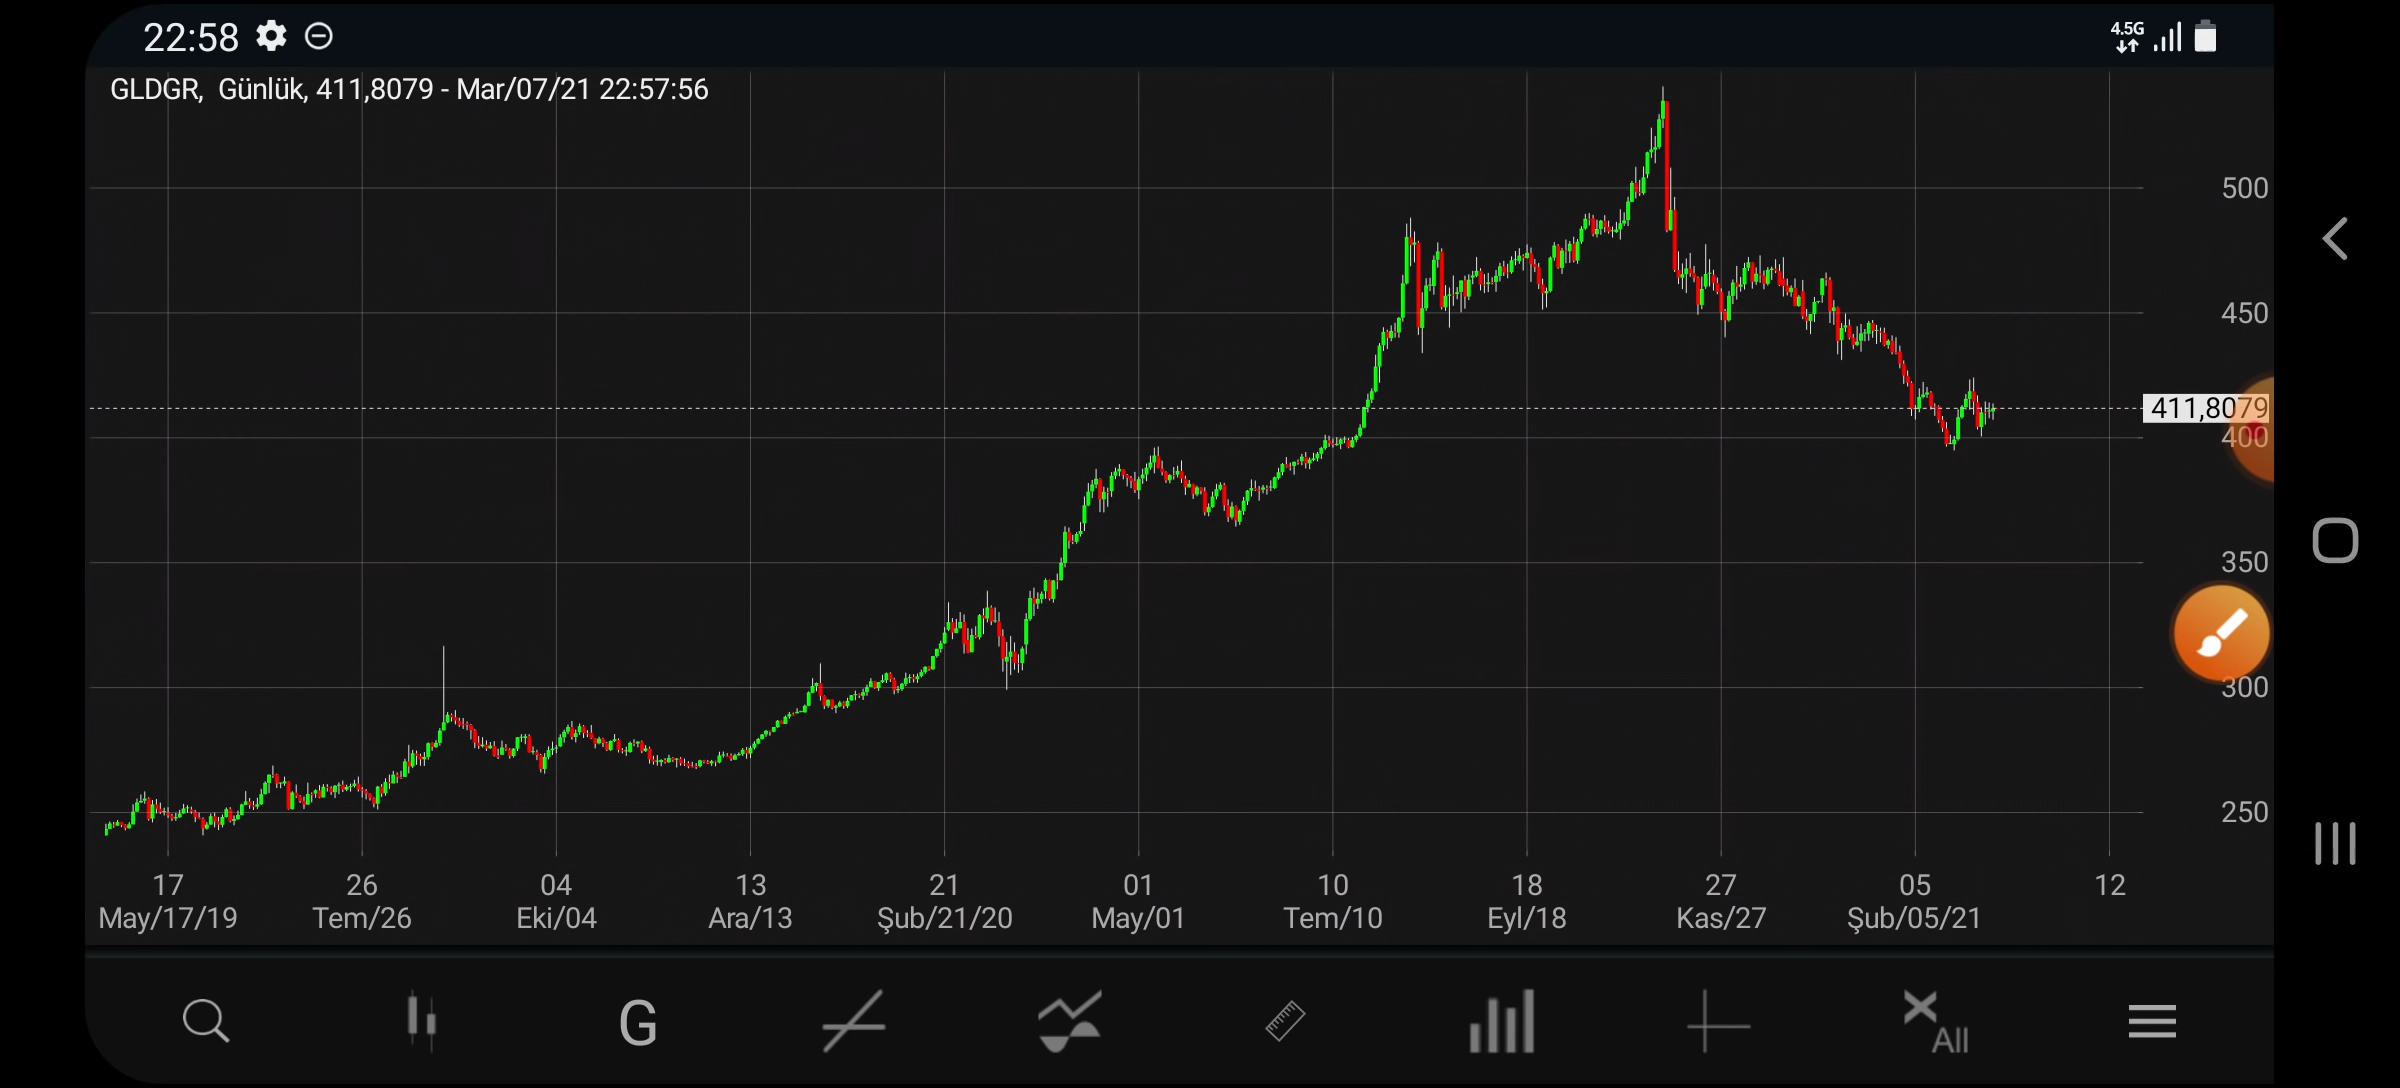 22:58
4.5G
GLDGR, Günlük, 411,8079 - Mar/07/21 22:57:56
500
450
411,8079
400
350
300
250
17 26 04 13 21 01 10 18 27 05 12
May/17/19 Tem/26 Eki/04 Ara/13 Şub/21/20 May/01 Tem/10 Eyl/18 Kas/27 Şub/05/21
G
All